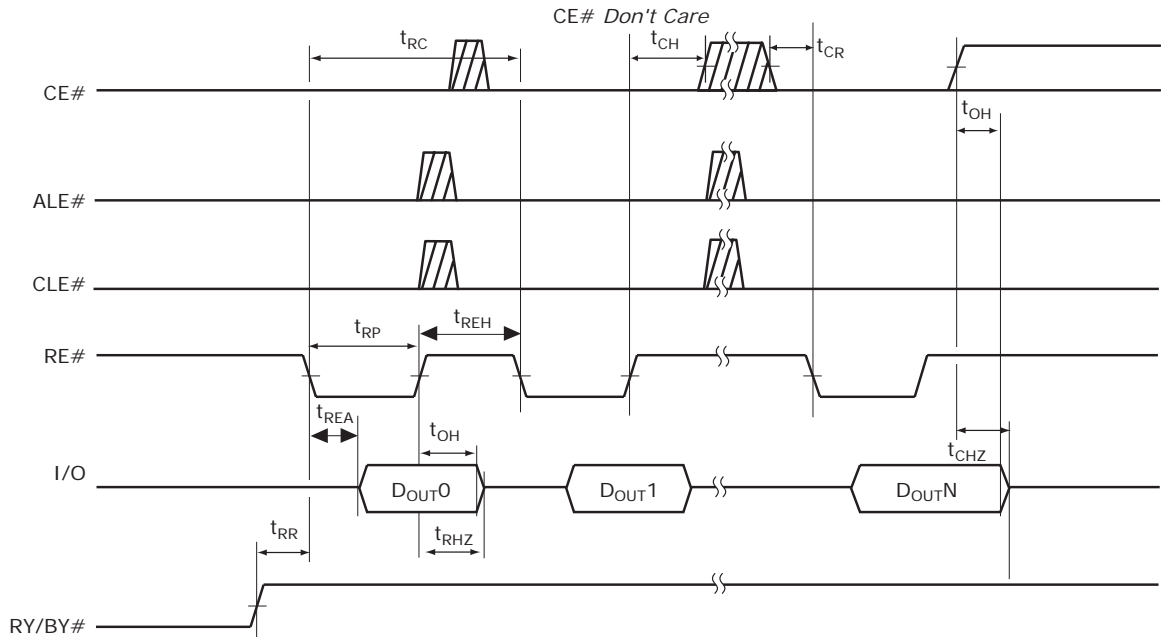 CE# Don't Care
tRC
tCH
tCR
CE#
tOH
ALE#
CLE#
tRP
tREH
RE#
tREA
tOH
tCHZ
I/O
DOUT0
DOUT1
DOUTN
tRR
tRHZ
RY/BY#